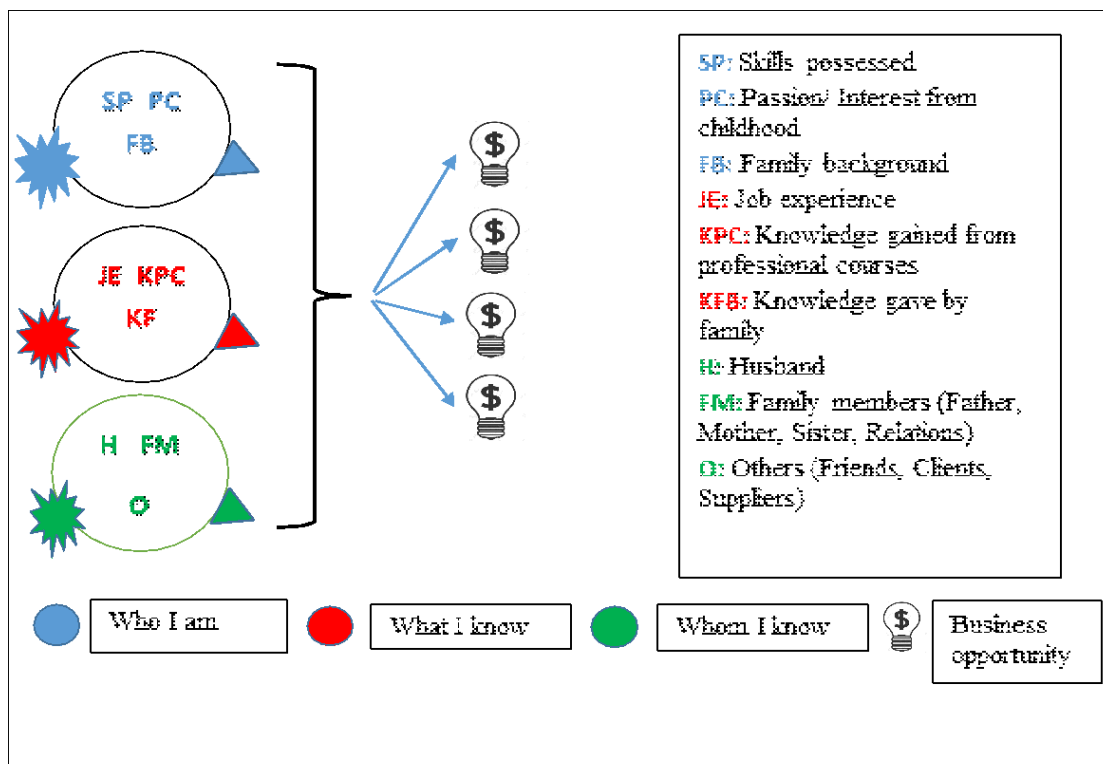 SP PC
FB
JE KPC
KF
H FM
O
$
$
$
$
SP: Skills possessed
PC: Passion/ Interest from
childhood
FB: Family background
JE: Job experience
KPC: Knowledge gained from
professional courses
KFB: Knowledge gave by
family
H: Husband
FM: Family members (Father,
Mother, Sister, Relations)
O: Others (Friends, Clients,
Suppliers)
Who I am
What I know
Whom I know
$
Business
opportunity